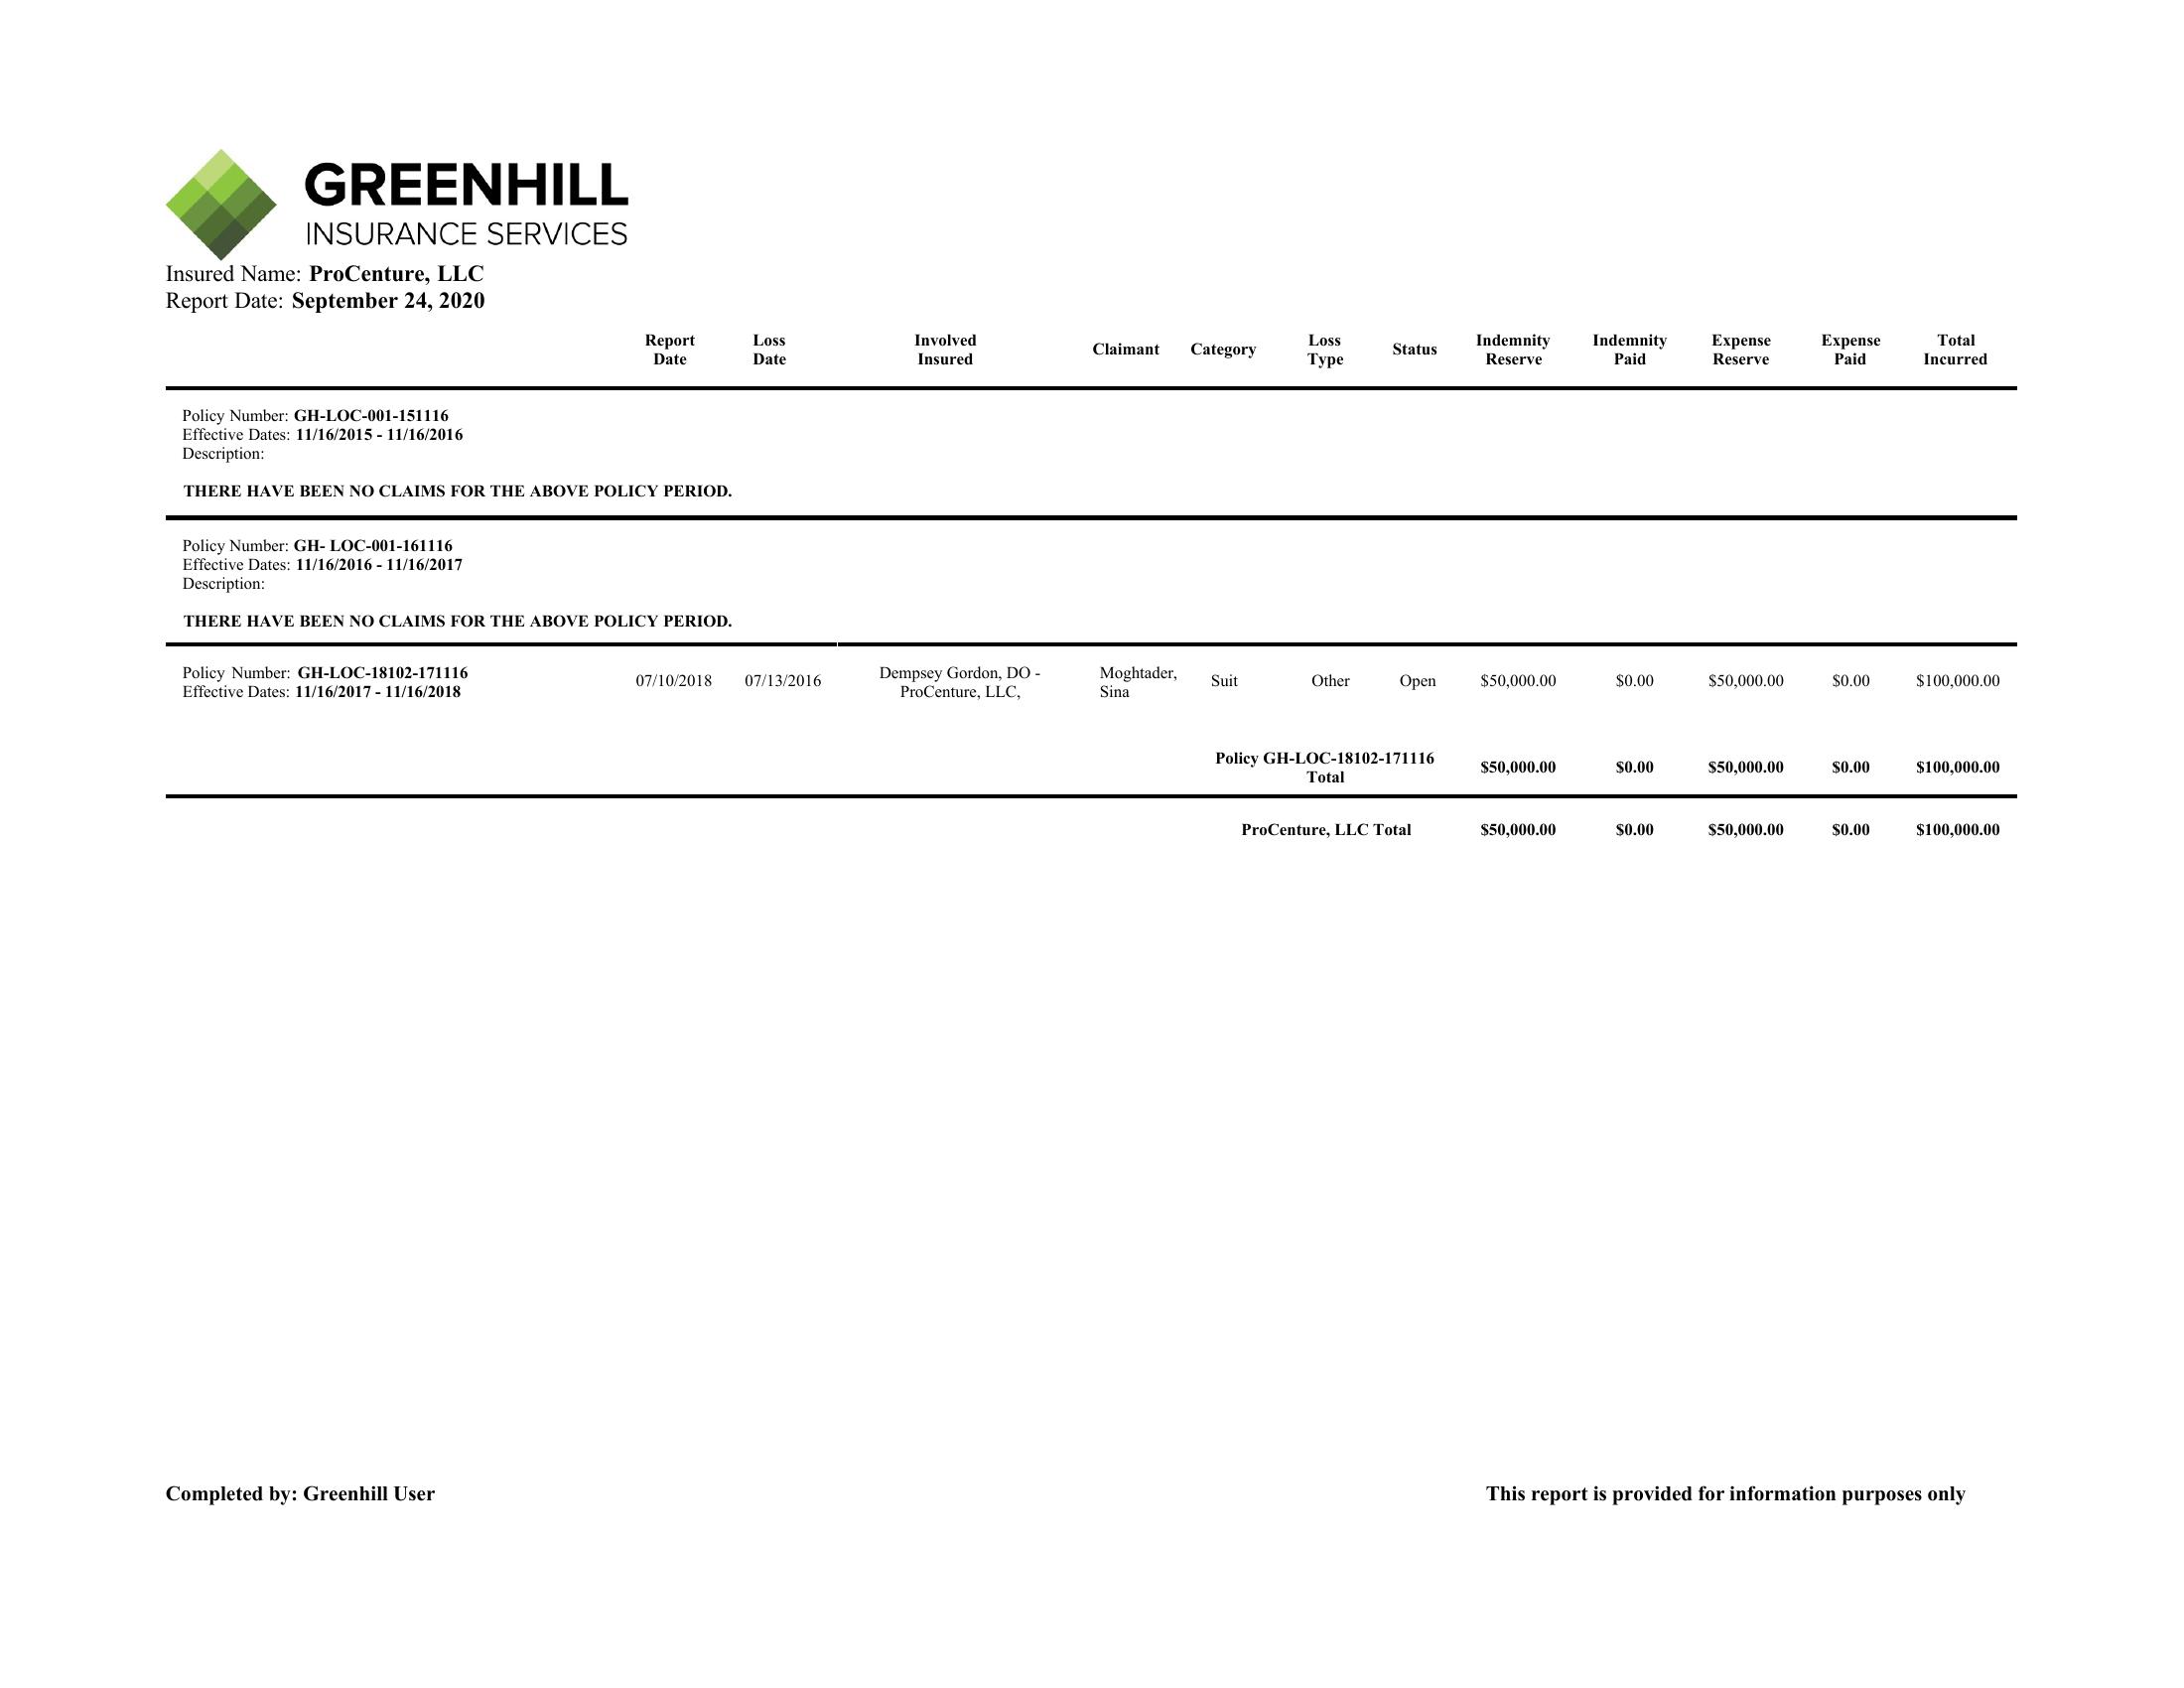 GREENHILL
INSURANCE SERVICES
Insured Name: ProCenture, LLC
Report Date: September 24, 2020
Report Date Loss Date Involved Insured Claimant Category Loss Type Status Indemnity Reserve Indemnity Paid Expense Reserve Expense Paid Total Incurred
Policy Number: GH-LOC-001-151116
Effective Dates: 11/16/2015 - 11/16/2016
Description:
THERE HAVE BEEN NO CLAIMS FOR THE ABOVE POLICY PERIOD.
Policy Number: GH- LOC-001-161116
Effective Dates: 11/16/2016 - 11/16/2017
Description:
THERE HAVE BEEN NO CLAIMS FOR THE ABOVE POLICY PERIOD.
Policy Number: GH-LOC-18102-171116
Effective Dates: 11/16/2017 - 11/16/2018
07/10/2018 07/13/2016 Dempsey Gordon, DO - ProCenture, LLC, Moghtader, Sina Suit Other Open $50,000.00 $0.00 $50,000.00 $0.00 $100,000.00
Policy GH-LOC-18102-171116 Total $50,000.00 $0.00 $50,000.00 $0.00 $100,000.00
ProCenture, LLC Total $50,000.00 $0.00 $50,000.00 $0.00 $100,000.00
Completed by: Greenhill User
This report is provided for information purposes only